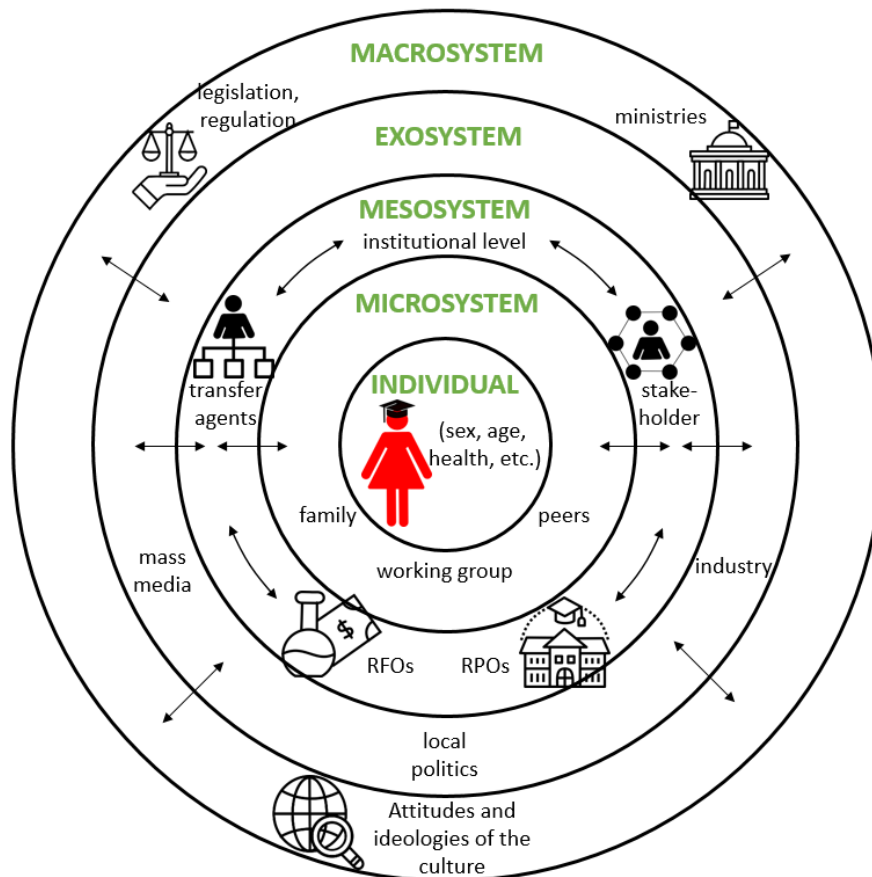 MACROSYSTEM
legislation,
regulation
ministries
EXOSYSTEM
MESOSYSTEM
institutional level
MICROSYSTEM
INDIVIDUAL
(sex, age,
health, etc.)
transfer
agents
stake-
holder
family
peers
working group
mass
media
industry
$
RFOs
RPOs
local
politics
Attitudes and
ideologies of the
culture